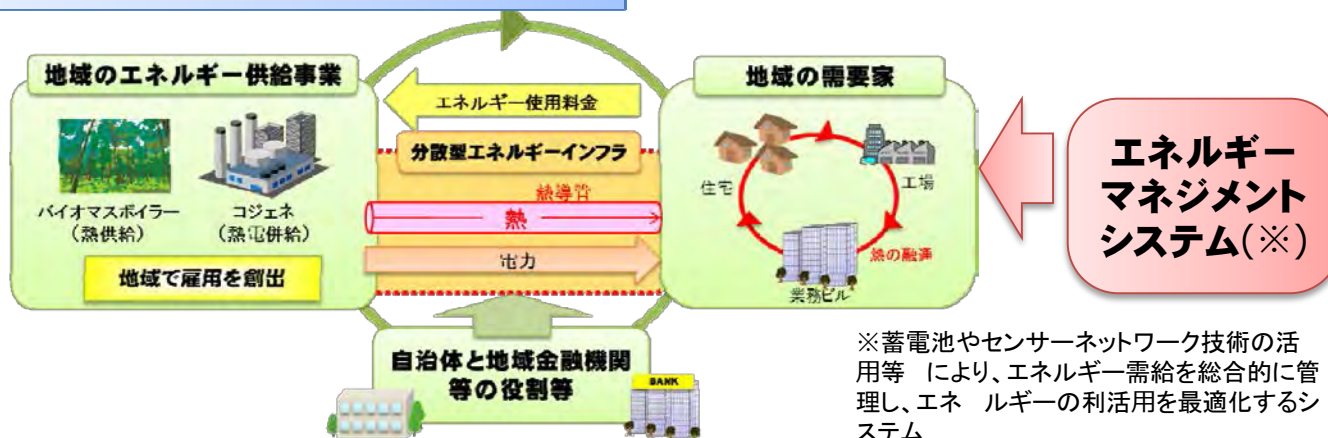 地域のエネルギー供給事業
バイオマスボイラー
(熱供給)
コジェネ
(熱電併給)
地域で雇用を創出
エネルギー使用料金
分散型エネルギーインフラ
熱導管
熱
電力
地域の需要家
住宅
工場
熱の融通
業務ビル
自治体と地域金融機関
等の役割等
BANK
エネルギー
マネジメント
システム(※)
※蓄電池やセンサーネットワーク技術の活
用等 により、エネルギー需給を総合的に管
理し、エネ ルギーの利活用を最適化するシ
ステム